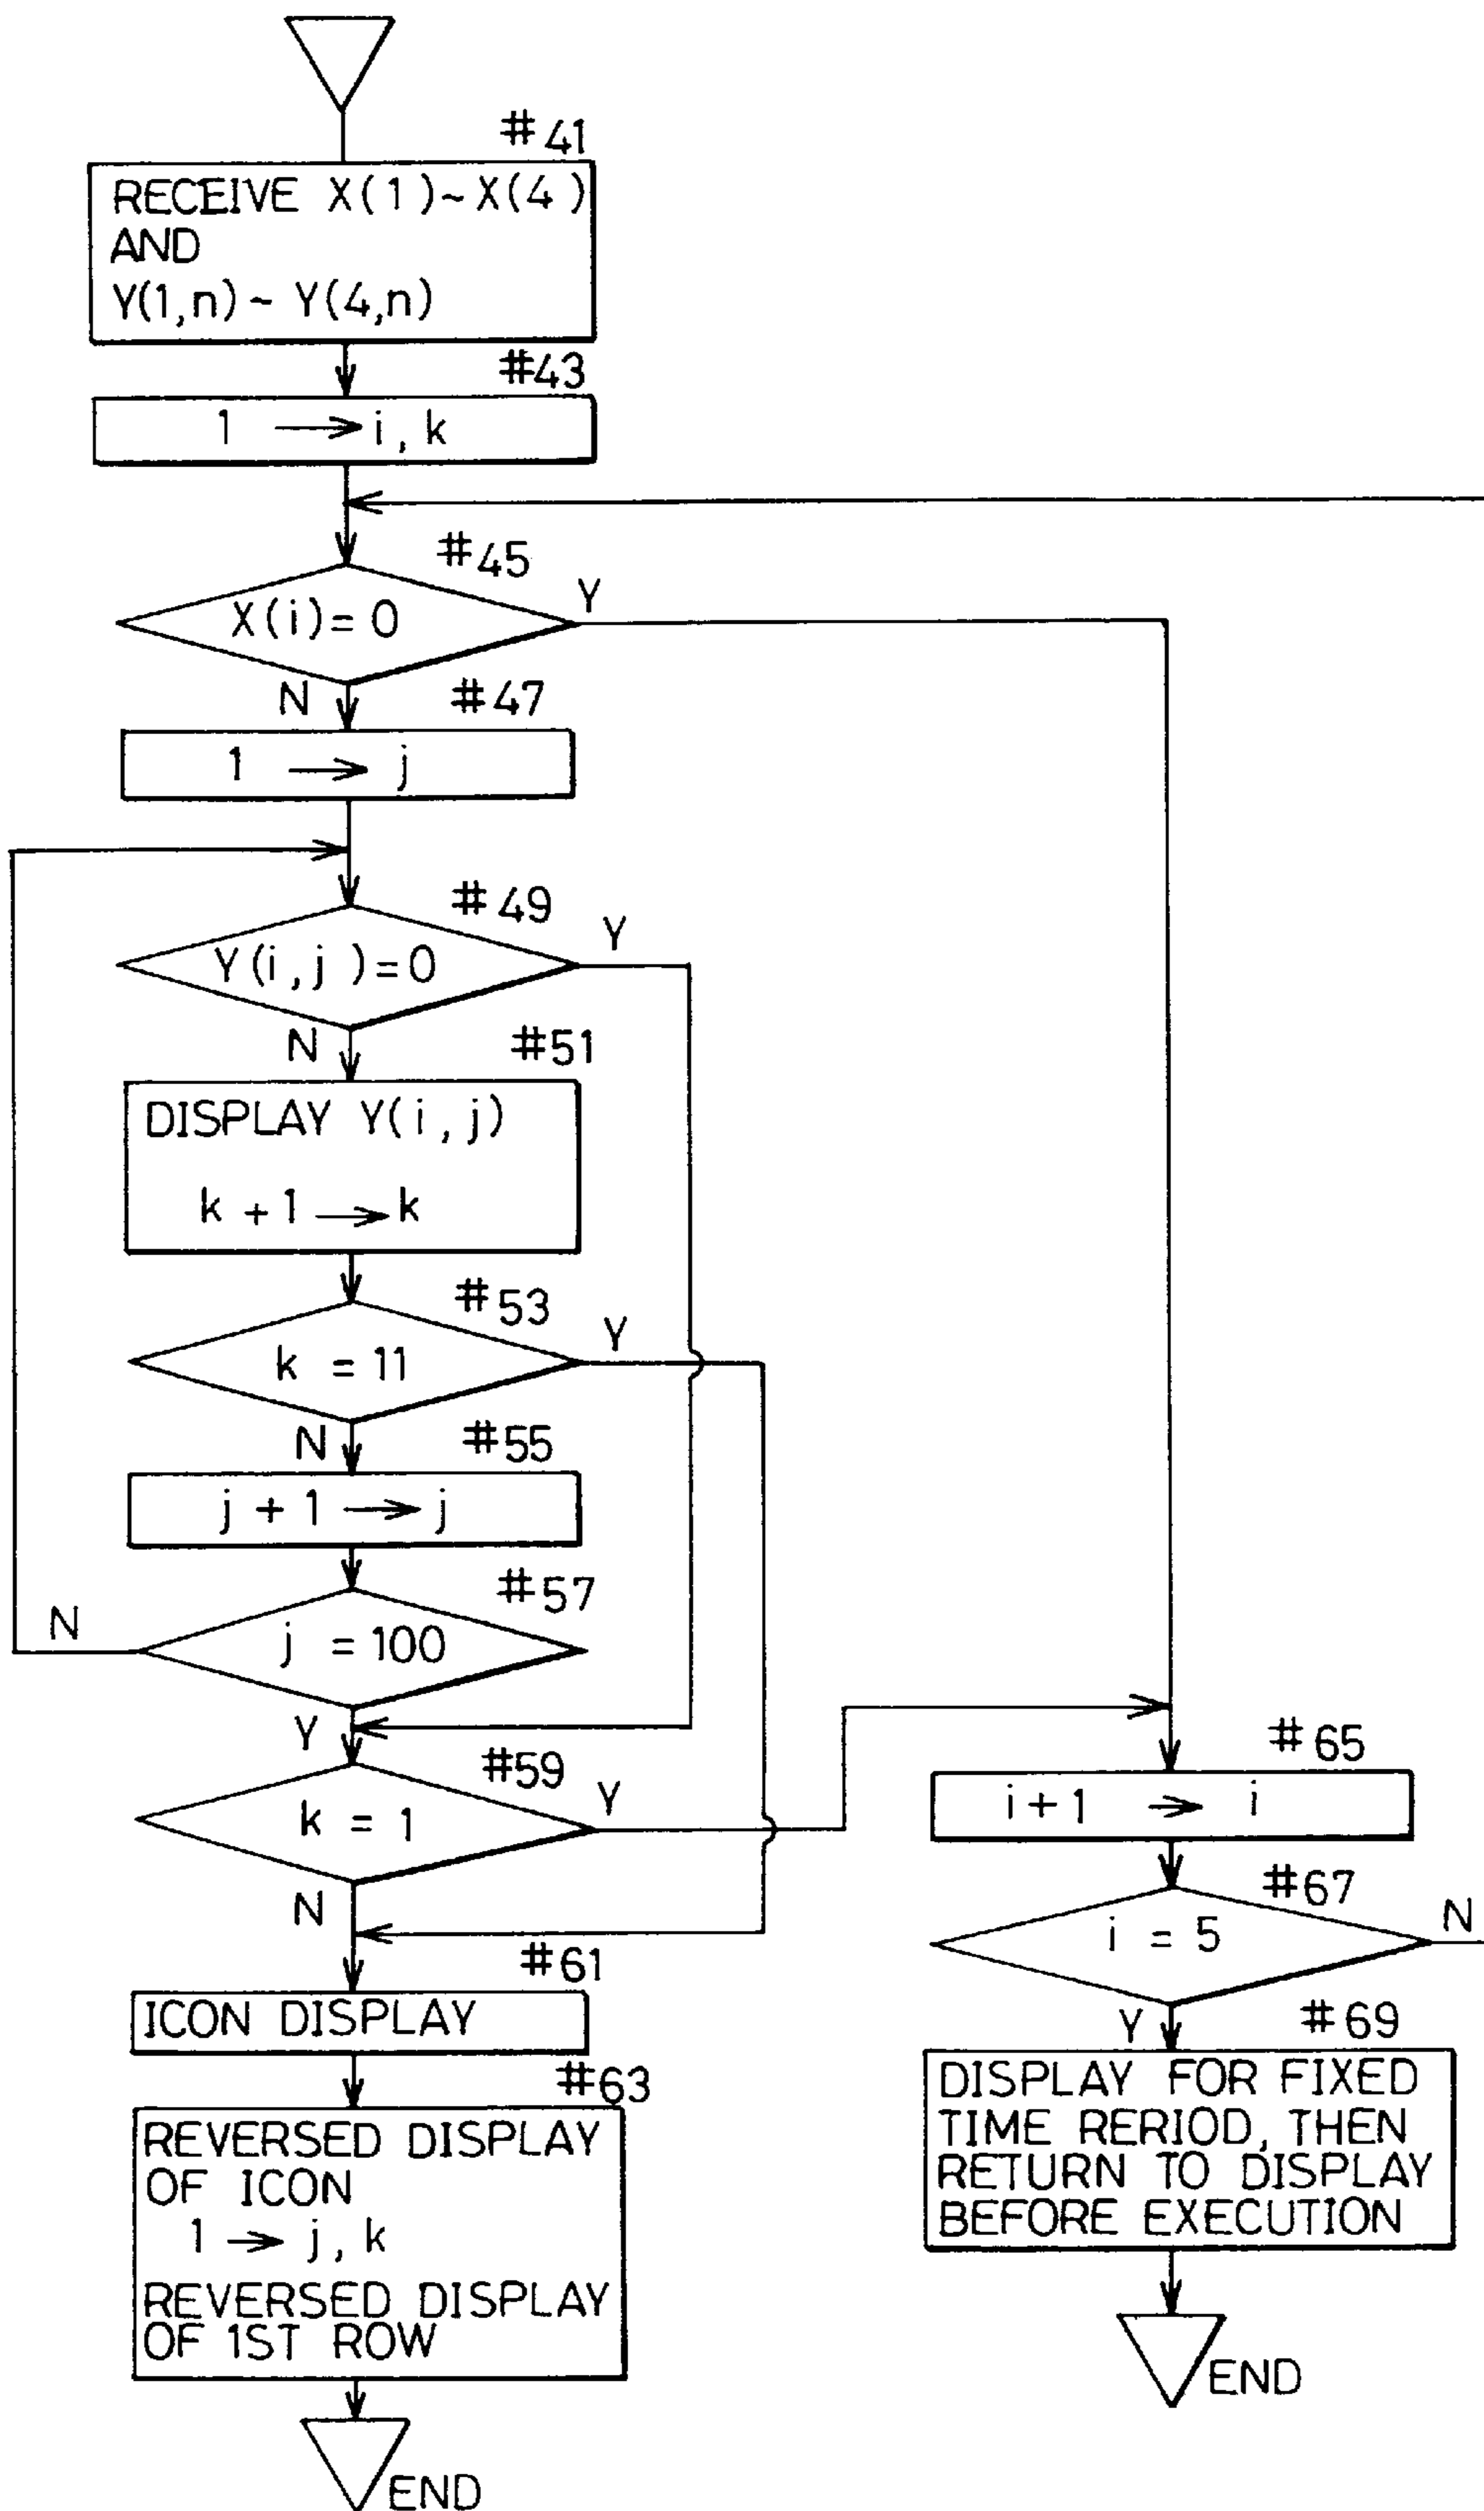 #41
RECEIVE X(1)~X(4)
AND
Y(1,n)~ Y(4,n)
#43
1 → i, k
#45
X(i)=0
Y
N
#47
1 → j
#49
Y(i,j)=0
Y
N
#51
DISPLAY Y(i,j)
k+1→k
#53
k = 11
Y
N
#55
j+1→j
#57
j = 100
N
Y
#59
k = 1
Y
N
#61
ICON DISPLAY
#63
REVERSED DISPLAY
OF ICON
1→j, k
REVERSED DISPLAY
OF 1ST ROW
END
#65
i+1 → i
#67
i = 5
N
Y
#69
DISPLAY FOR FIXED
TIME RERIOD, THEN
RETURN TO DISPLAY
BEFORE EXECUTION
END